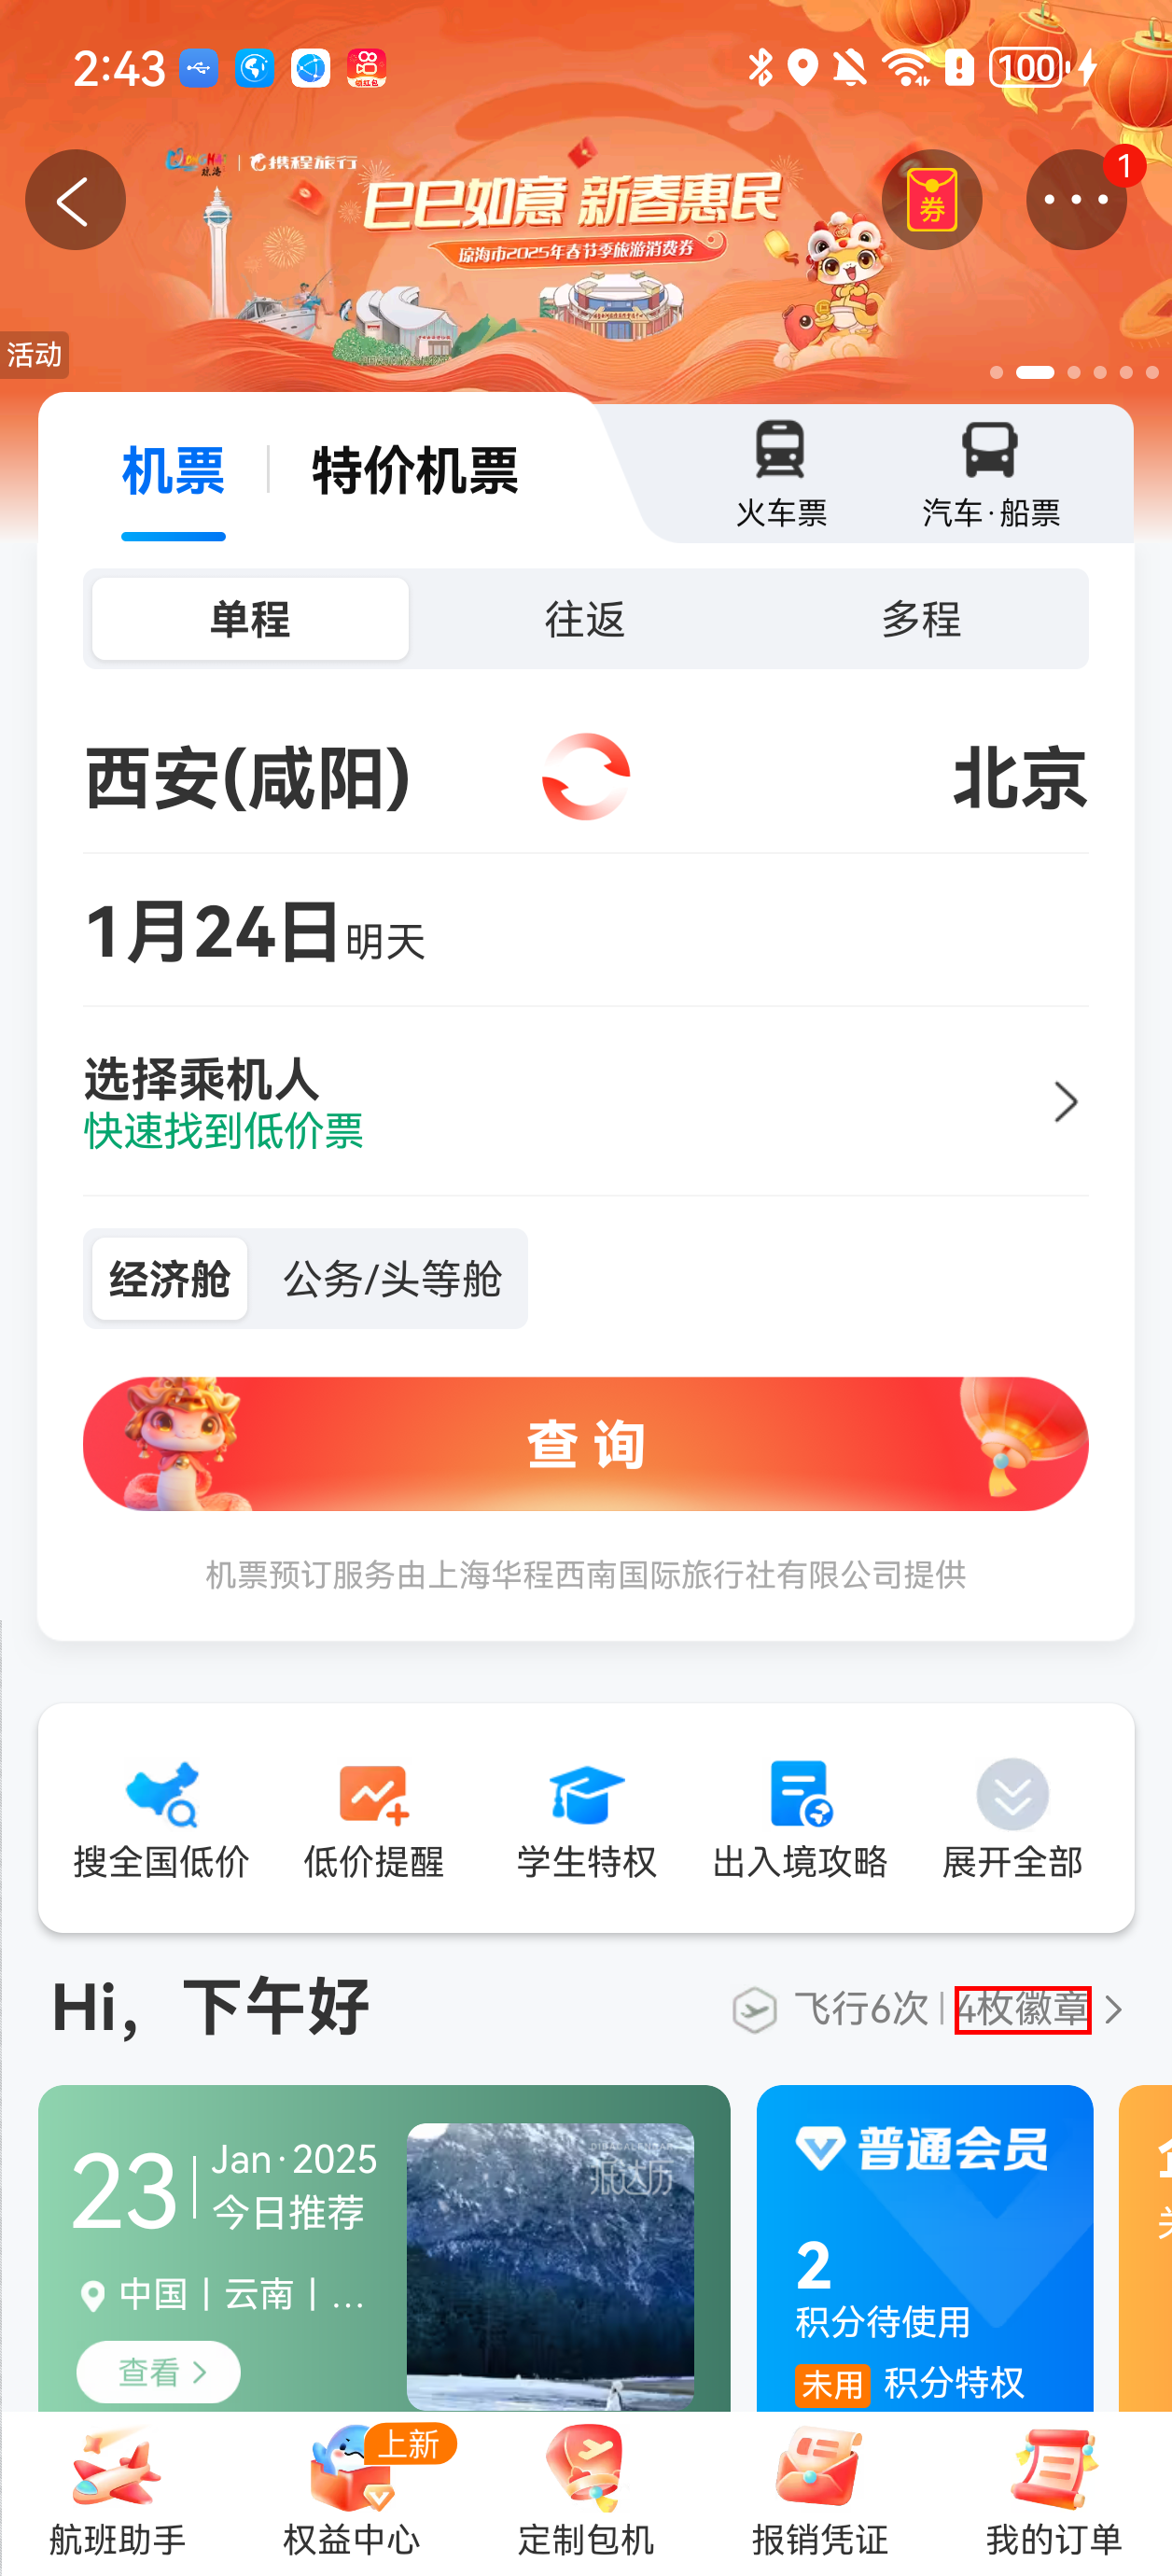 2:43
100
携程旅行
巳巳如意 新春惠民
琼海市2025年春节季旅游消费券
券
1
活动
机票
特价机票
火车票
汽车·船票
单程
往返
多程
西安(咸阳)
北京
1月24日明天
选择乘机人
快速找到低价票
经济舱
公务/头等舱
查询
机票预订服务由上海华程西南国际旅行社有限公司提供
搜全国低价
低价提醒
学生特权
出入境攻略
展开全部
Hi，下午好
飞行6次
4枚徽章
23
Jan·2025
今日推荐
中国丨云南丨...
查看
普通会员
2
积分待使用
未用
积分特权
上新
航班助手
权益中心
定制包机
报销凭证
我的订单